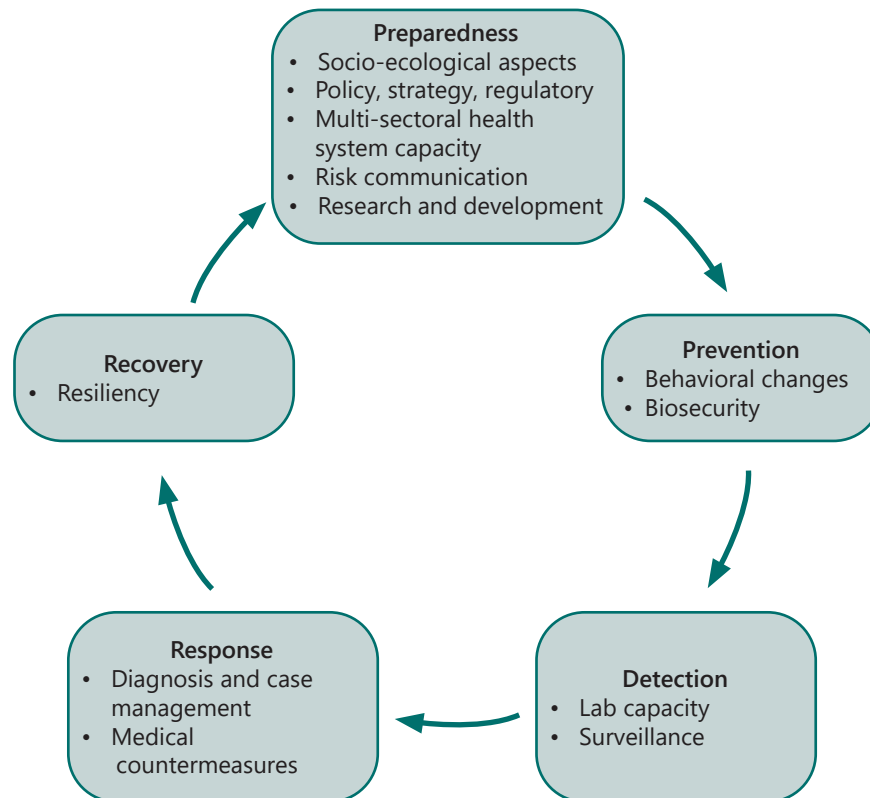 Preparedness
• Socio-ecological aspects
• Policy, strategy, regulatory
• Multi-sectoral health
system capacity
• Risk communication
• Research and development
Prevention
• Behavioral changes
• Biosecurity
Detection
• Lab capacity
• Surveillance
Response
• Diagnosis and case
management
• Medical
countermeasures
Recovery
• Resiliency